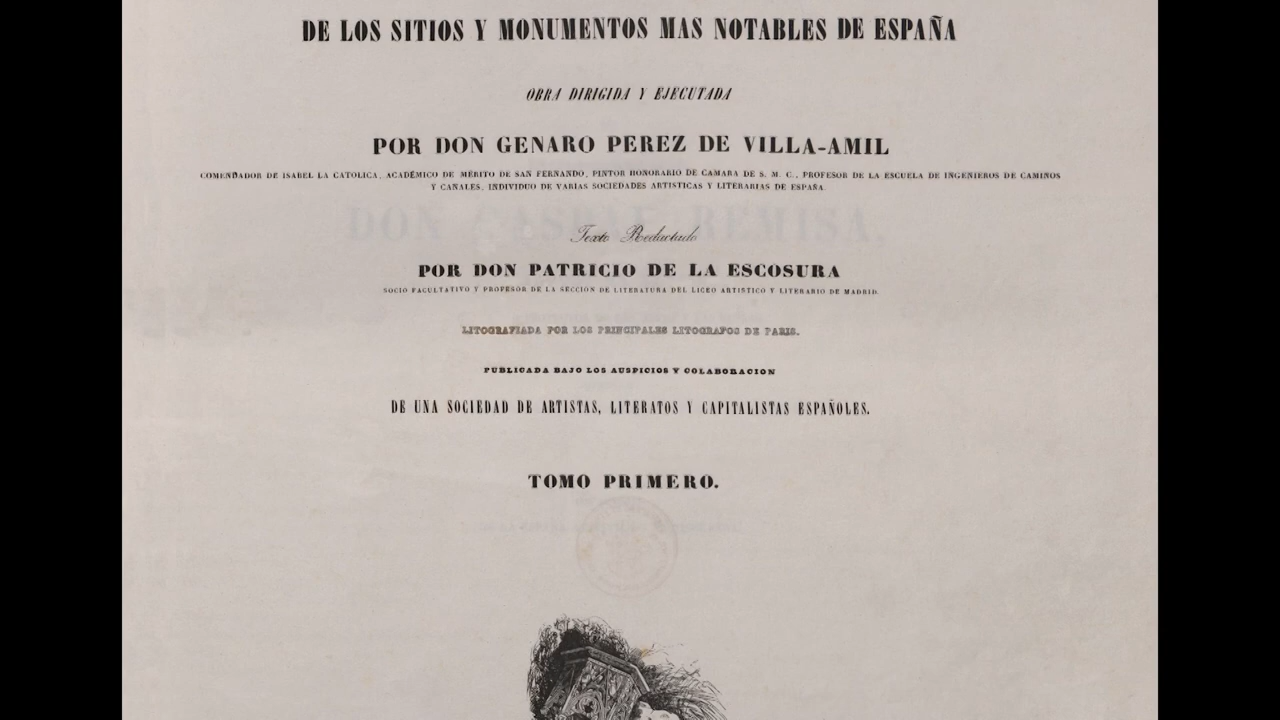 DE LOS SITIOS Y MONUMENTOS MAS NOTABLES DE ESPAÑA
OBRA DIRIGIDA Y EJECUTADA
POR DON GENARO PEREZ DE VILLA-AMIL
COMENDADOR DE ISABEL LA CATOLICA, ACADÉMICO DE MÉRITO DE SAN FERNANDO, PINTOR HONORARIO DE CAMARA DE S. M. C., PROFESOR DE LA ESCUELA DE INGENIEROS DE CAMINOS
Y CANALES, INDIVIDUO DE VARIAS SOCIEDADES ARTISTICAS Y LITERARIAS DE ESPAÑA.
DON GASPAR REMISA,
Texto Redactado
POR DON PATRICIO DE LA ESCOSURA
SOCIO FACULTATIVO Y PROFESOR DE LA SECCION DE LITERATURA DEL LICEO ARTISTICO Y LITERARIO DE MADRID.
LITOGRAFIADA POR LOS PRINCIPALES LITOGRAFOS DE PARIS.
PUBLICADA BAJO LOS AUSPICIOS Y COLABORACION
DE UNA SOCIEDAD DE ARTISTAS, LITERATOS Y CAPITALISTAS ESPAÑOLES.
TOMO PRIMERO.